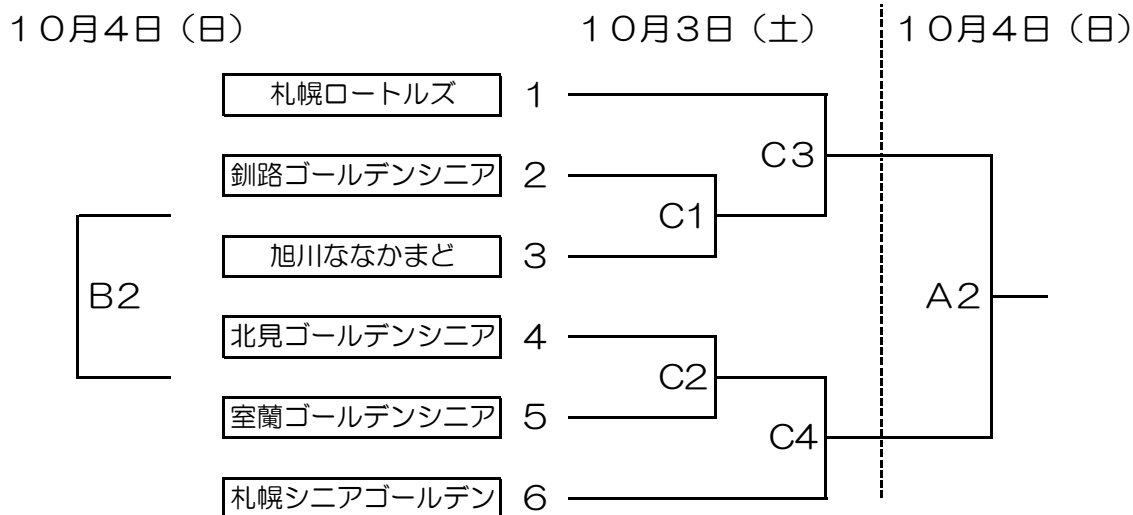 １０月４日（日）　１０月３日（土）　１０月４日（日）
札幌ロートルズ　１
C３
釧路ゴールデンシニア　２
C１
旭川ななかまど　３
B２　A２
北見ゴールデンシニア　４
C２
室蘭ゴールデンシニア　５
C４
札幌シニアゴールデン　６